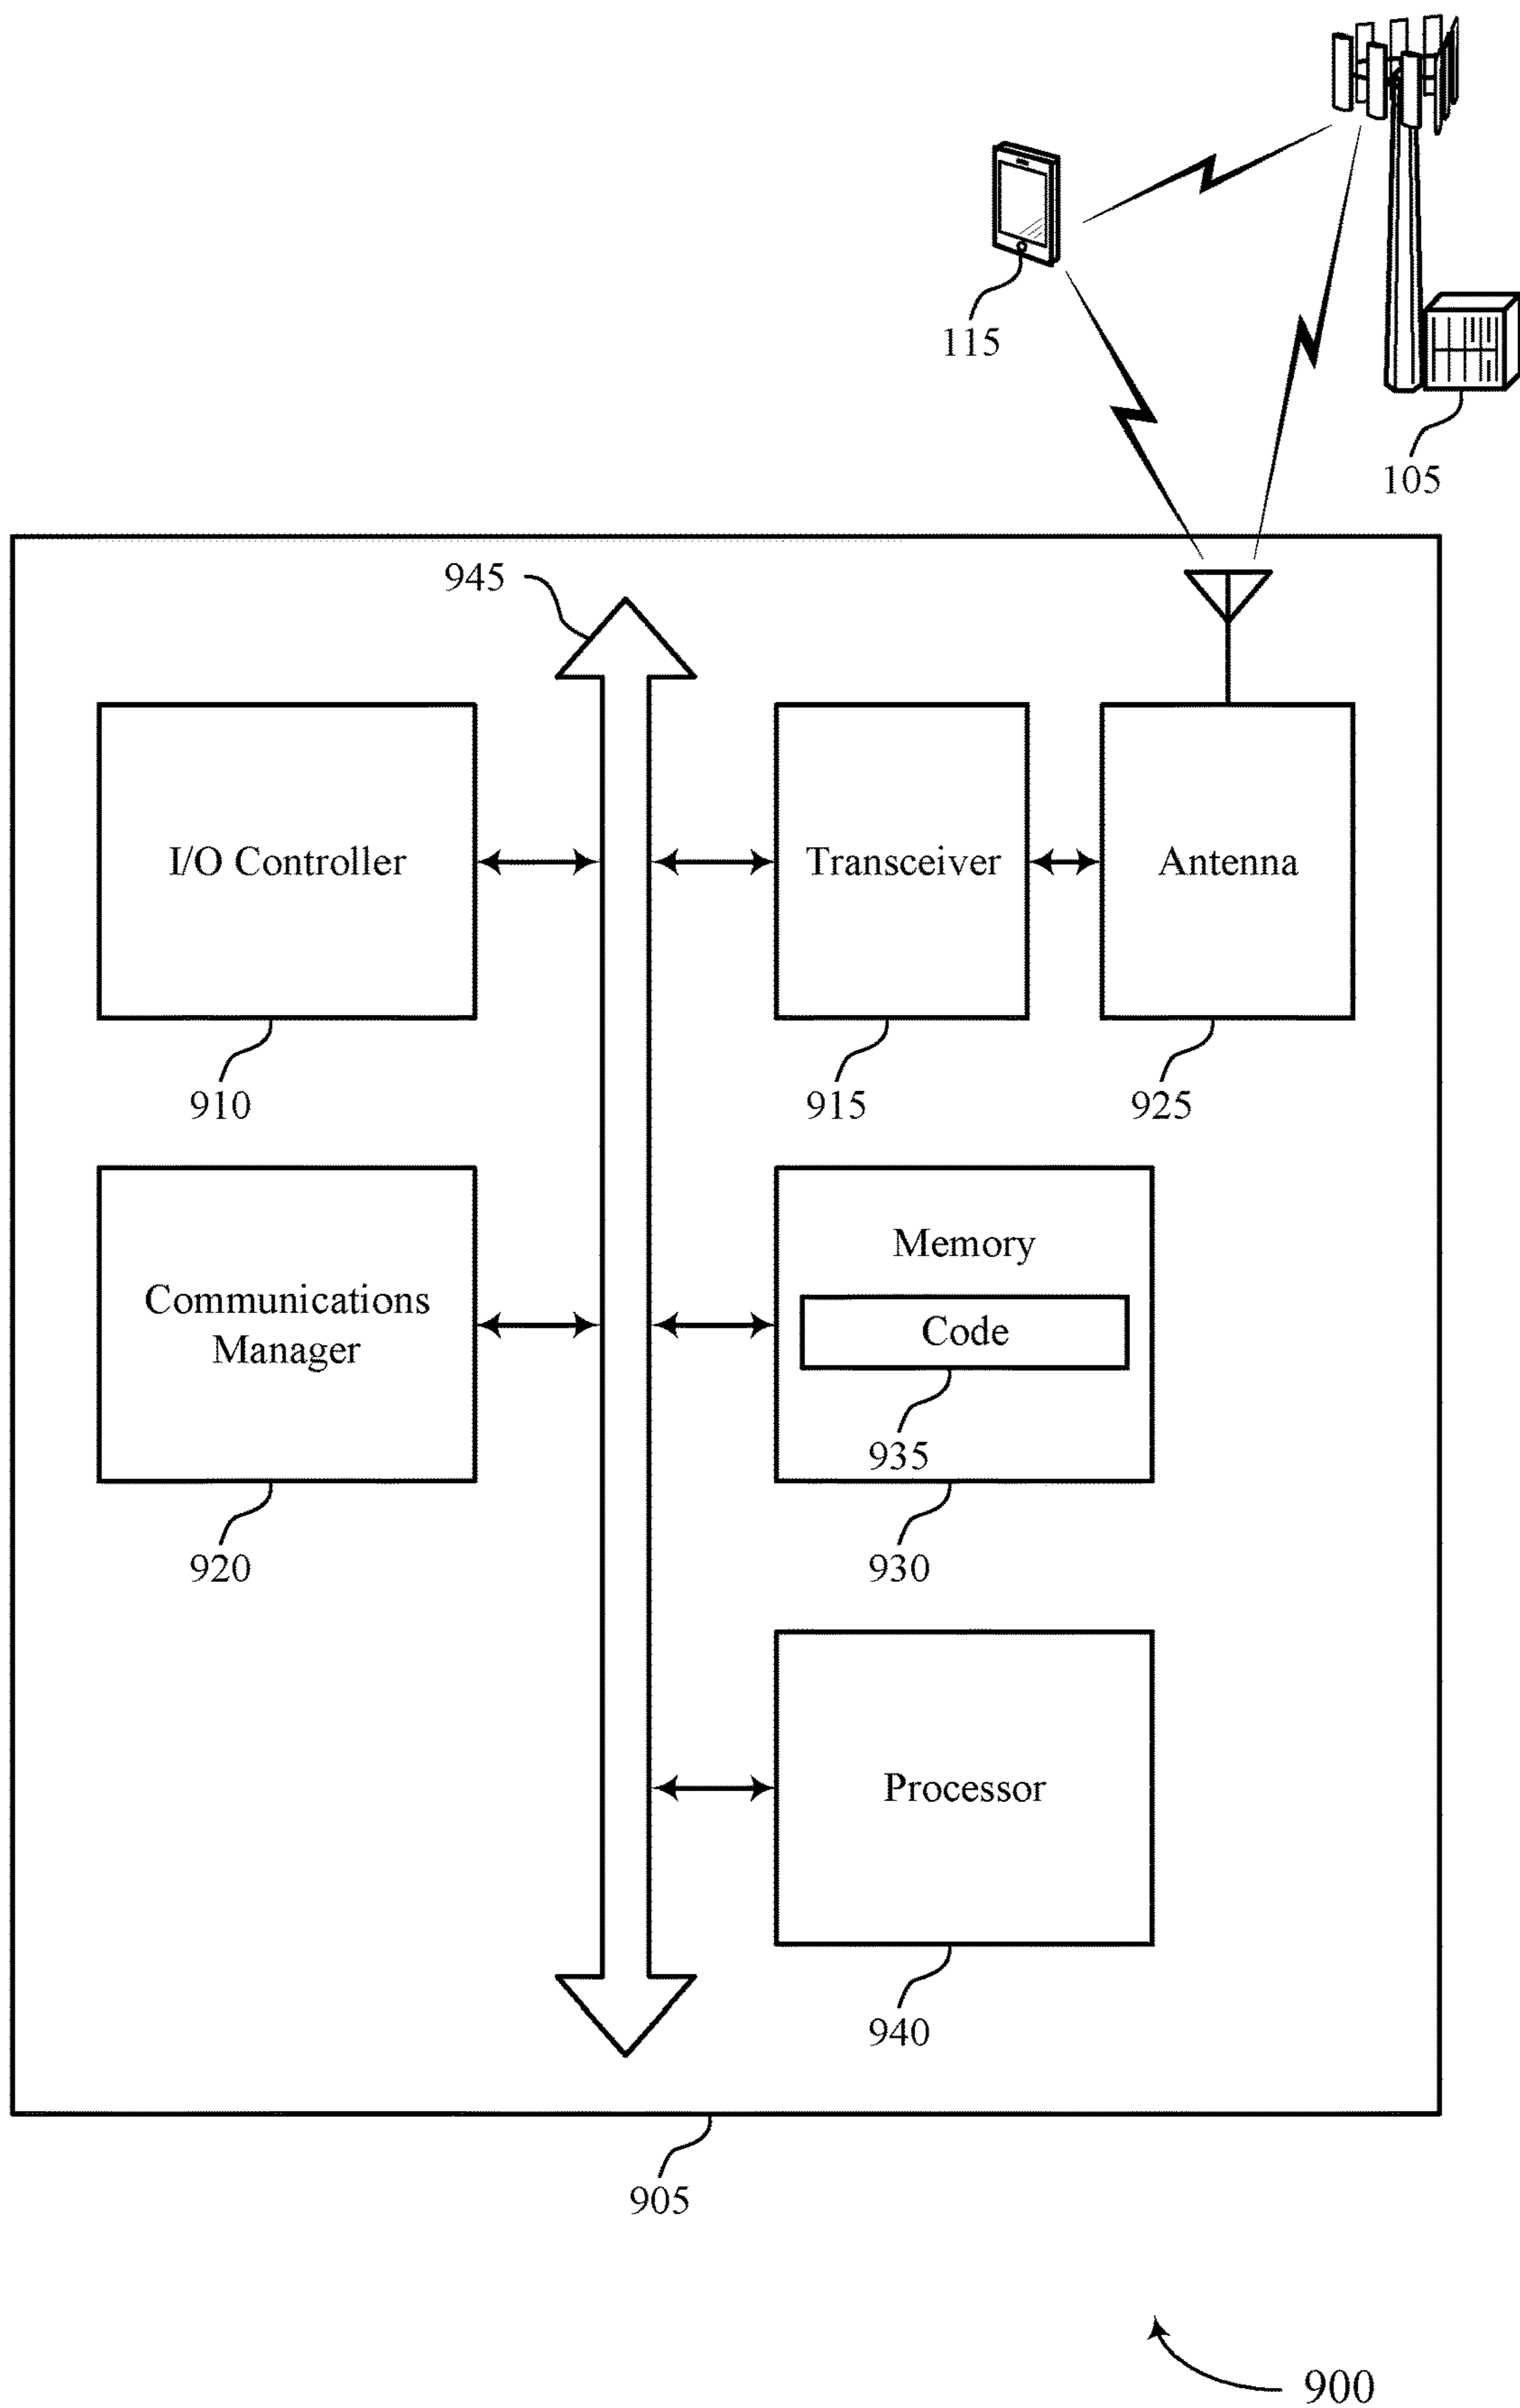 115
105
945
I/O Controller
Transceiver
Antenna
910
915
925
Communications
Manager
Memory
Code
935
920
930
Processor
940
905
900